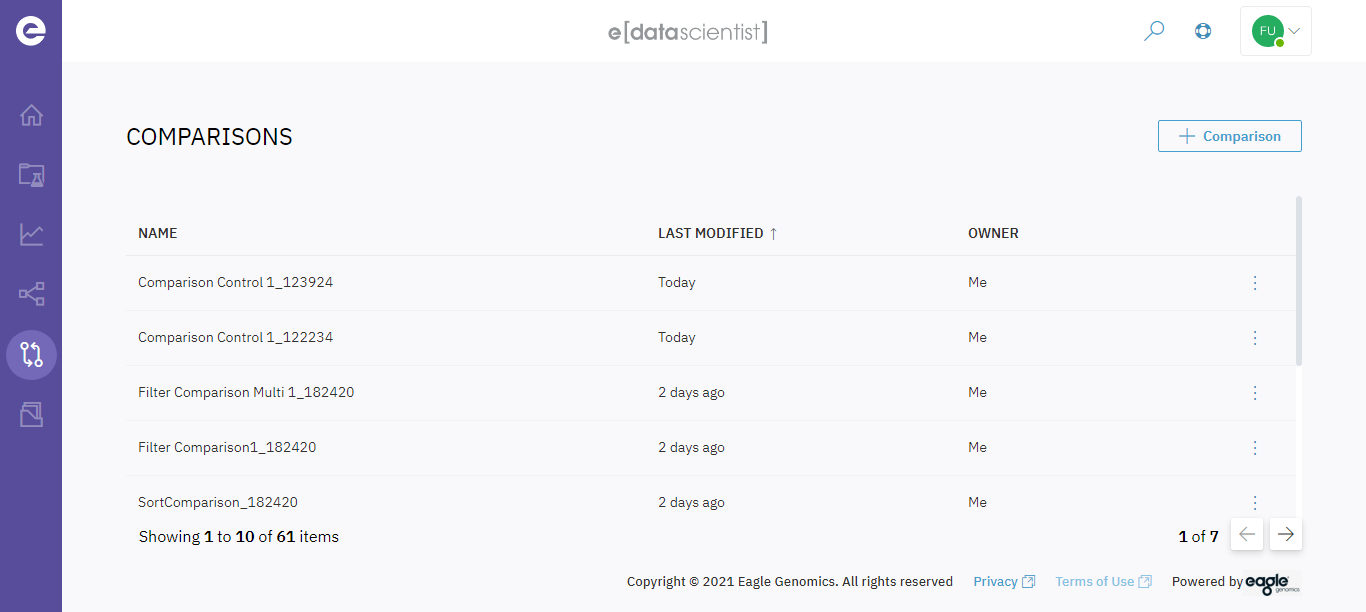 e[datascientist]
FU
COMPARISONS
Comparison
NAME LAST MODIFIED ↑ OWNER
Comparison Control 1_123924 Today Me
Comparison Control 1_122234 Today Me
Filter Comparison Multi 1_182420 2 days ago Me
Filter Comparison1_182420 2 days ago Me
SortComparison_182420 2 days ago Me
Showing 1 to 10 of 61 items 1 of 7
Copyright © 2021 Eagle Genomics. All rights reserved Privacy Terms of Use Powered by eagle genomics